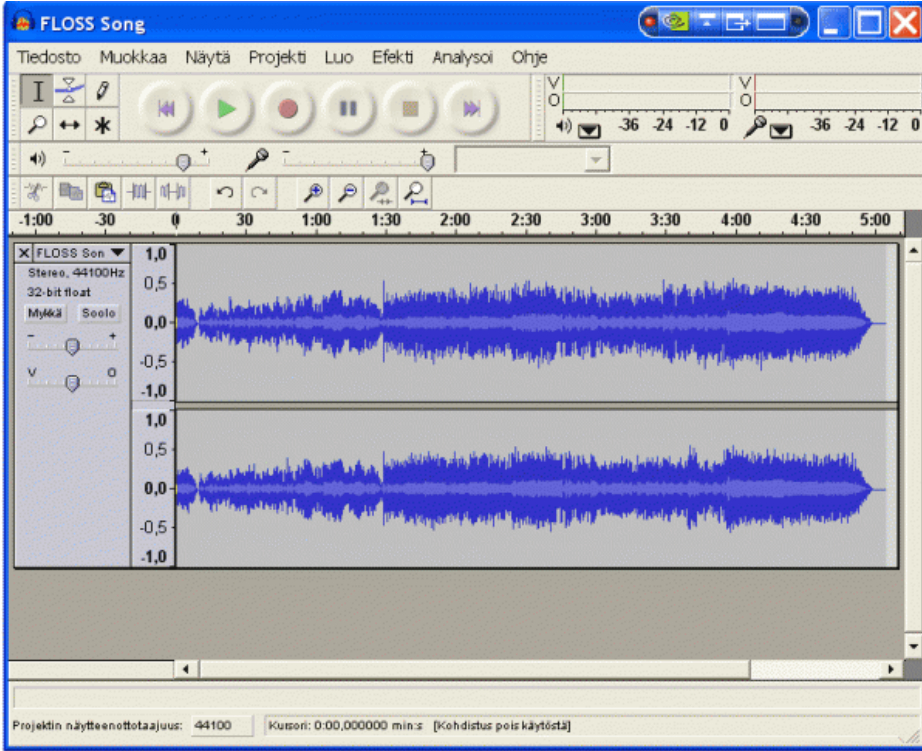 FLOSS Song
Tiedosto Muokkaa Näytä Projekti Luo Efekti Analysoi Ohje
V V
O O
-36 -24 -12 0 -36 -24 -12 0
- + - +
-1:00 -30 0 30 1:00 1:30 2:00 2:30 3:00 3:30 4:00 4:30 5:00
X FLOSS Son
Stereo, 44100Hz
32-bit float
Mykkä Soolo
- +
V O
1,0
0,5
0,0
-0,5
-1,0
1,0
0,5
0,0
-0,5
-1,0
Projektin näytteenottotaajuus: 44100 Kursori: 0:00,000000 min:s [Kohdistus pois käytöstä]